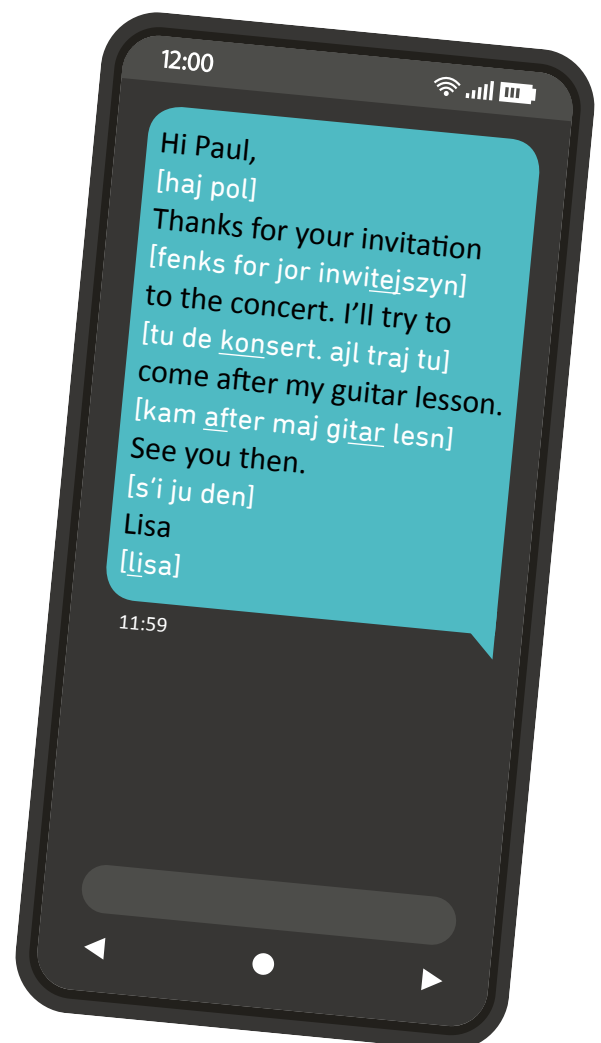 12:00
Hi Paul,
[haj pol]
Thanks for your invitation
[fenks for jor inwitejszyn]
to the concert. I'll try to
[tu de konsert. ajl traj tu]
come after my guitar lesson.
[kam after maj gitar lesn]
See you then.
[s'i ju den]
Lisa
[lisa]
11:59